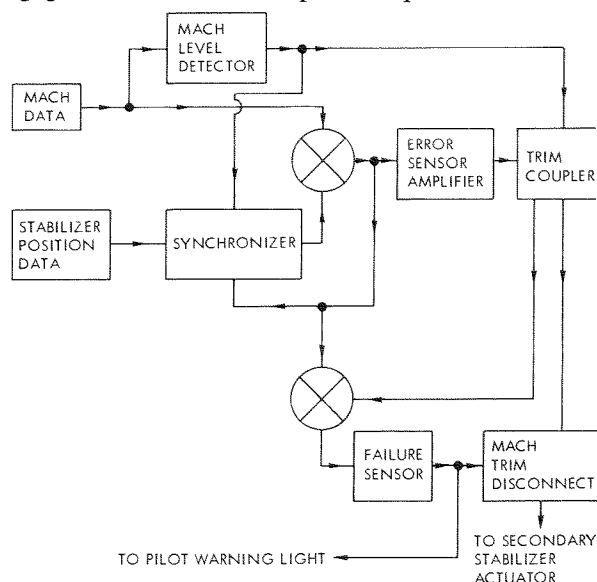 MACH
LEVEL
DETECTOR
MACH
DATA
ERROR
SENSOR
AMPLIFIER
TRIM
COUPLER
STABILIZER
POSITION
DATA
SYNCHRONIZER
FAILURE
SENSOR
MACH
TRIM
DISCONNECT
TO PILOT WARNING LIGHT
TO SECONDARY
STABILIZER
ACTUATOR